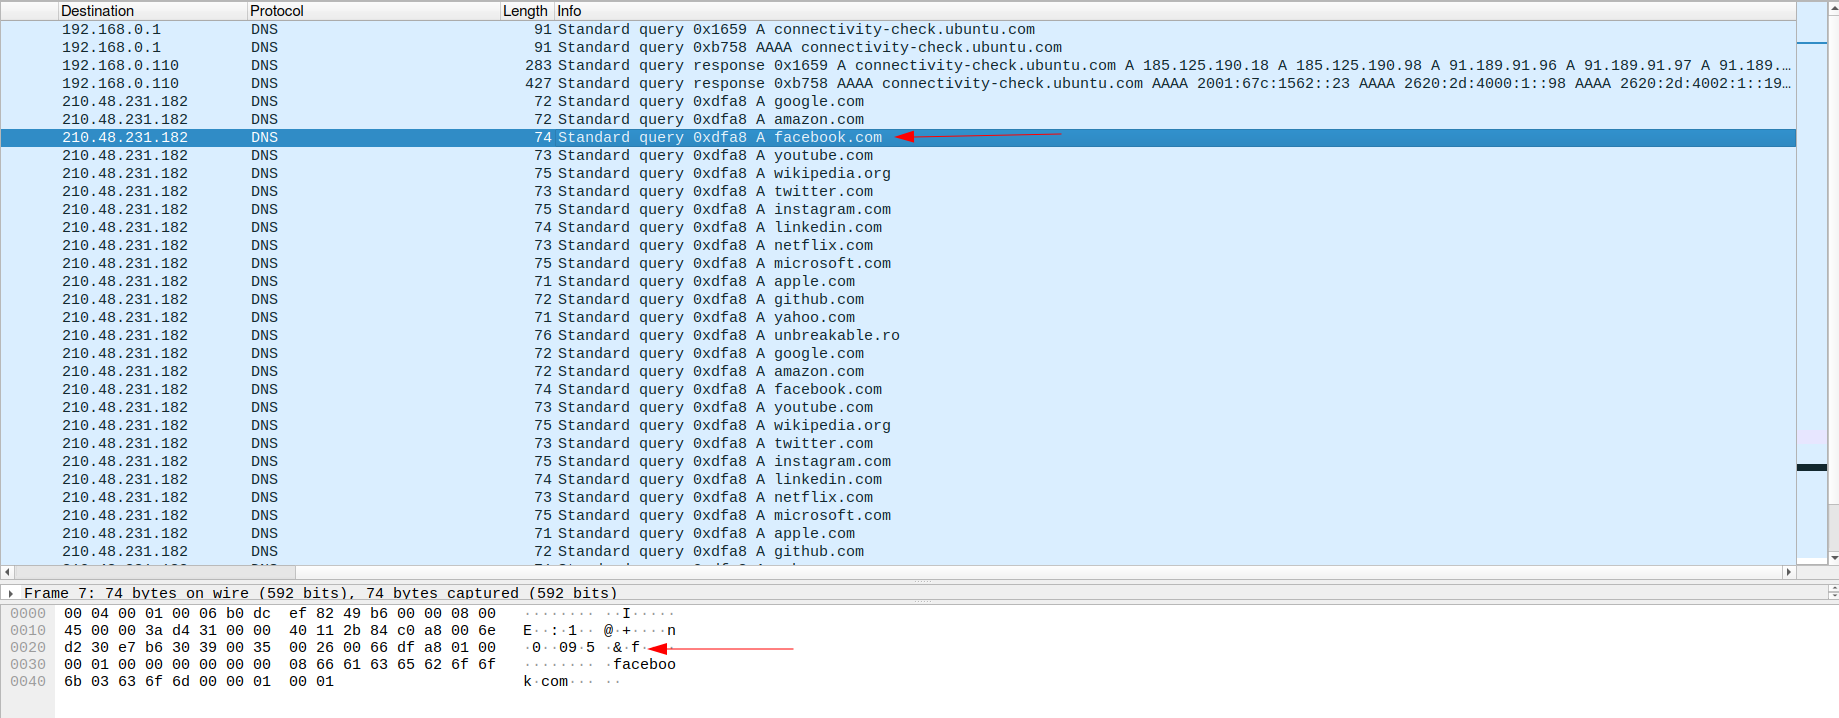 Destination Protocol Length Info
192.168.0.1 DNS 91 Standard query 0x1659 A connectivity-check.ubuntu.com
192.168.0.1 DNS 91 Standard query 0xb758 AAAA connectivity-check.ubuntu.com
192.168.0.110 DNS 283 Standard query response 0x1659 A connectivity-check.ubuntu.com A 185.125.190.18 A 185.125.190.98 A 91.189.91.96 A 91.189.91.97 A 91.189.…
192.168.0.110 DNS 427 Standard query response 0xb758 AAAA connectivity-check.ubuntu.com AAAA 2001:67c:1562::23 AAAA 2620:2d:4000:1::98 AAAA 2620:2d:4002:1::19…
210.48.231.182 DNS 72 Standard query 0xdfa8 A google.com
210.48.231.182 DNS 72 Standard query 0xdfa8 A amazon.com
210.48.231.182 DNS 74 Standard query 0xdfa8 A facebook.com
210.48.231.182 DNS 73 Standard query 0xdfa8 A youtube.com
210.48.231.182 DNS 75 Standard query 0xdfa8 A wikipedia.org
210.48.231.182 DNS 73 Standard query 0xdfa8 A twitter.com
210.48.231.182 DNS 75 Standard query 0xdfa8 A instagram.com
210.48.231.182 DNS 74 Standard query 0xdfa8 A linkedin.com
210.48.231.182 DNS 73 Standard query 0xdfa8 A netflix.com
210.48.231.182 DNS 75 Standard query 0xdfa8 A microsoft.com
210.48.231.182 DNS 71 Standard query 0xdfa8 A apple.com
210.48.231.182 DNS 72 Standard query 0xdfa8 A github.com
210.48.231.182 DNS 71 Standard query 0xdfa8 A yahoo.com
210.48.231.182 DNS 76 Standard query 0xdfa8 A unbreakable.ro
210.48.231.182 DNS 72 Standard query 0xdfa8 A google.com
210.48.231.182 DNS 72 Standard query 0xdfa8 A amazon.com
210.48.231.182 DNS 74 Standard query 0xdfa8 A facebook.com
210.48.231.182 DNS 73 Standard query 0xdfa8 A youtube.com
210.48.231.182 DNS 75 Standard query 0xdfa8 A wikipedia.org
210.48.231.182 DNS 73 Standard query 0xdfa8 A twitter.com
210.48.231.182 DNS 75 Standard query 0xdfa8 A instagram.com
210.48.231.182 DNS 74 Standard query 0xdfa8 A linkedin.com
210.48.231.182 DNS 73 Standard query 0xdfa8 A netflix.com
210.48.231.182 DNS 75 Standard query 0xdfa8 A microsoft.com
210.48.231.182 DNS 71 Standard query 0xdfa8 A apple.com
210.48.231.182 DNS 72 Standard query 0xdfa8 A github.com
Frame 7: 74 bytes on wire (592 bits), 74 bytes captured (592 bits)
0000 00 04 00 01 00 06 b0 dc ef 82 49 b6 00 00 08 00 ········ ··I·····
0010 45 00 00 3a d4 31 00 00 40 11 2b 84 c0 a8 00 6e E··:·1·· @·+····n
0020 d2 30 e7 b6 30 39 00 35 00 26 00 66 df a8 01 00 ·0··09·5 ·&·f····
0030 00 01 00 00 00 00 00 00 08 66 61 63 65 62 6f 6f ········ ·faceboo
0040 6b 03 63 6f 6d 00 00 01 00 01 k·com··· ··